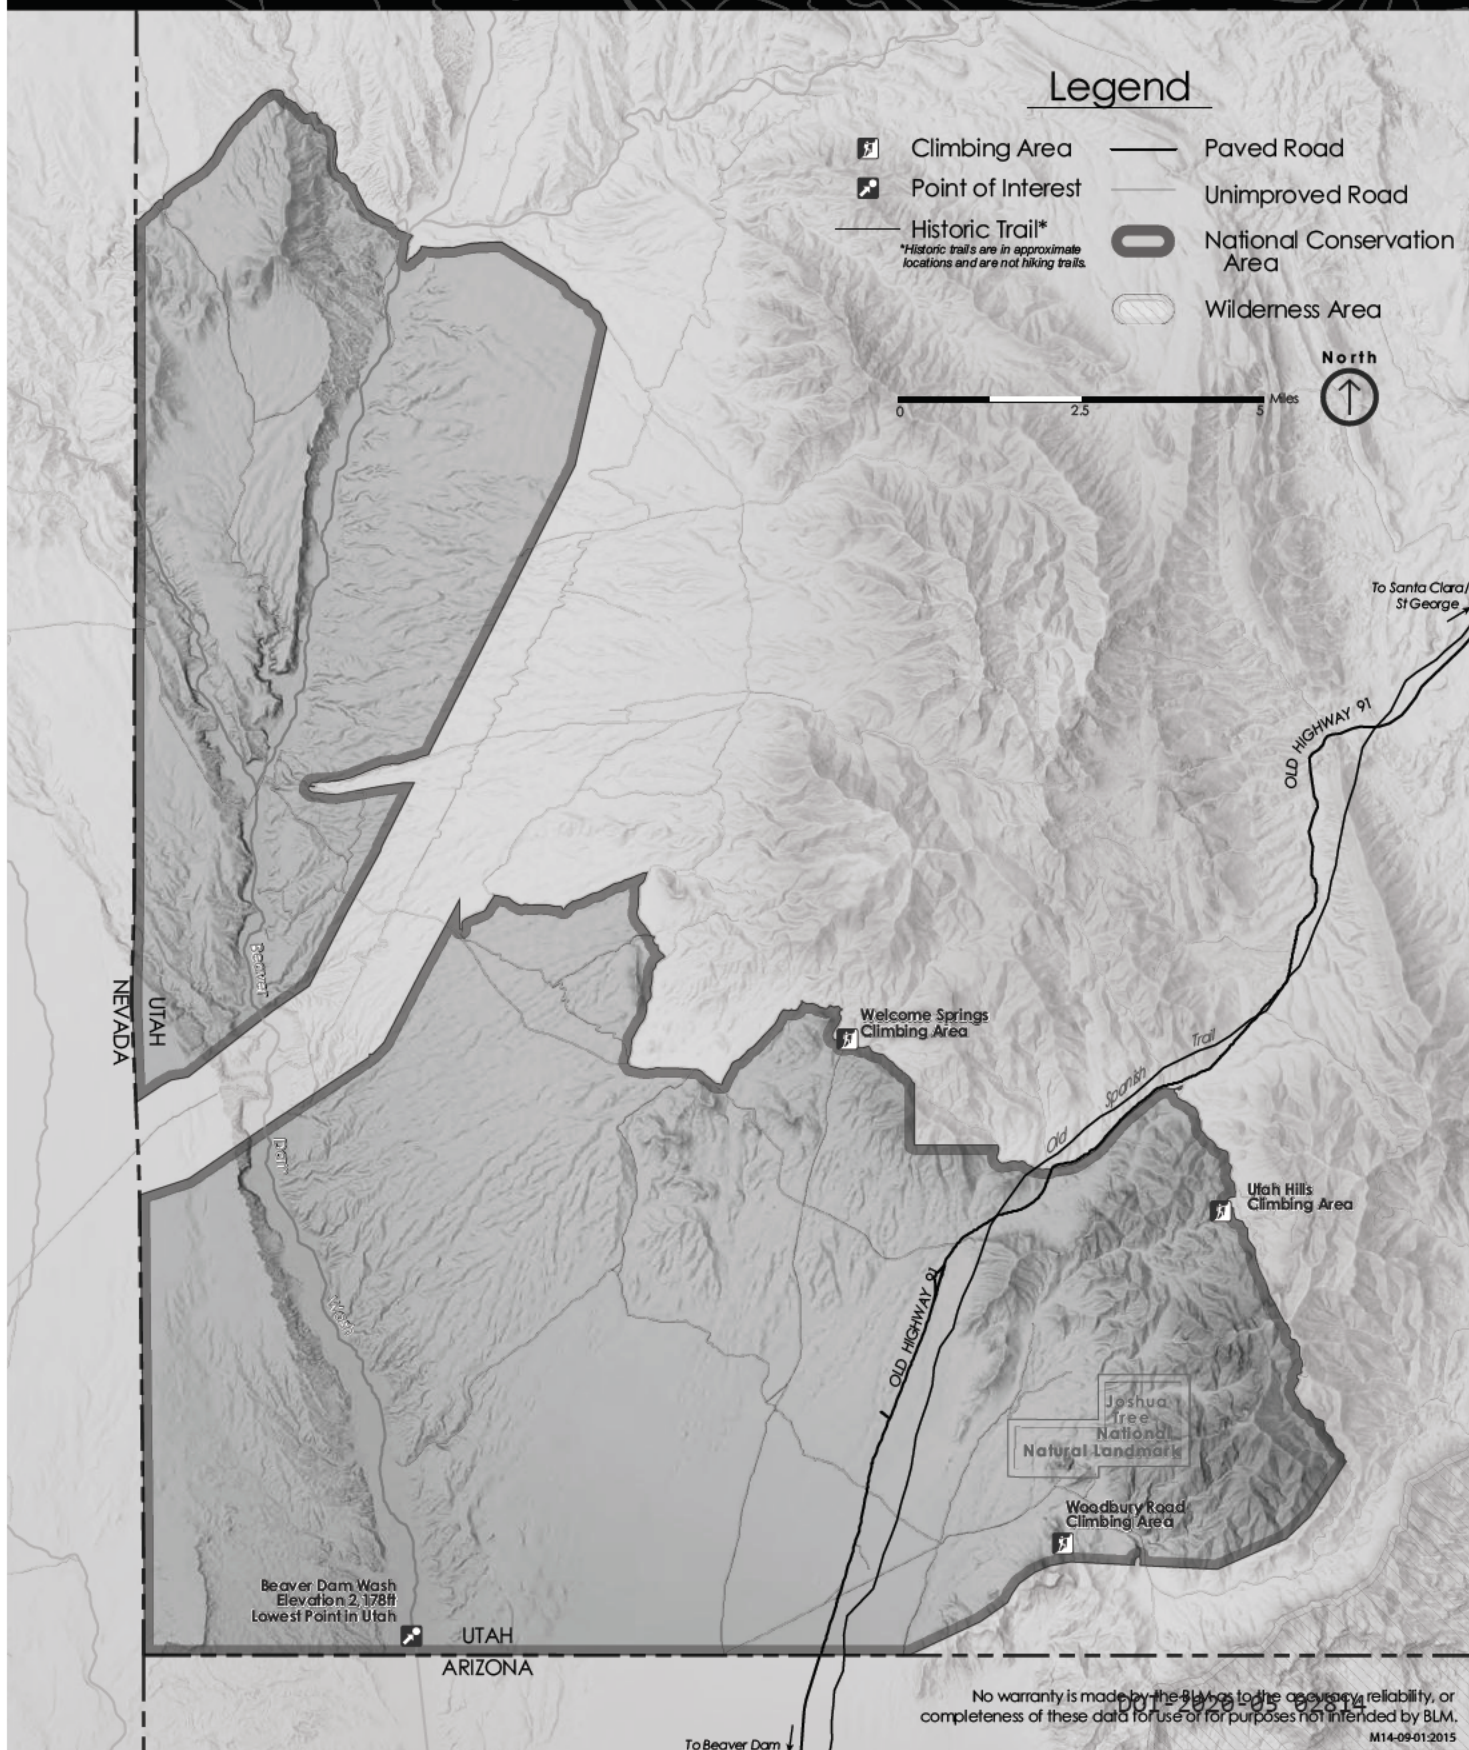 Legend
Climbing Area
Point of Interest
Historic Trail*
*Historic trails are in approximate
locations and are not hiking trails.
Paved Road
Unimproved Road
National Conservation
Area
Wilderness Area
North
0
2.5
5
Miles
To Santa Clara/
St George
OLD HIGHWAY 91
Beaver
NEVADA
UTAH
Welcome Springs
Climbing Area
Old
Spanish
Trail
Dam
Utah Hills
Climbing Area
Wash
OLD HIGHWAY 91
Joshua
Tree
National
Natural Landmark
Woodbury Road
Climbing Area
Beaver Dam Wash
Elevation 2,178ft
Lowest Point in Utah
UTAH
ARIZONA
No warranty is made by the BLM as to the accuracy, reliability, or
completeness of these data for use or for purposes not intended by BLM.
DOI-2020-05 02814
M14-09-01:2015
To Beaver Dam